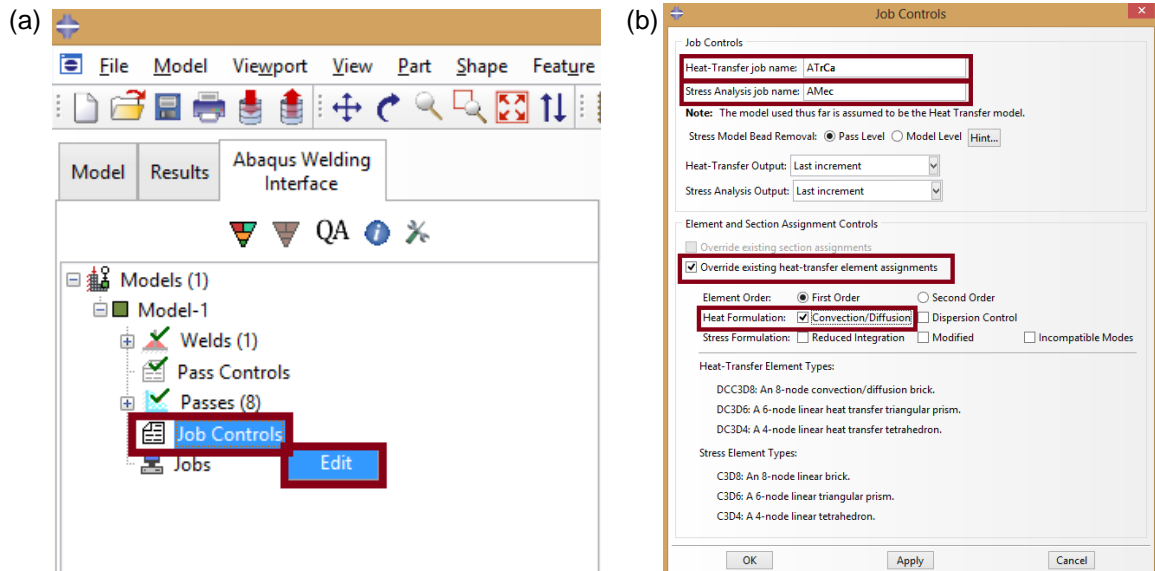 (a)
File Model Viewport View Part Shape Feature
Model Results Abaqus Welding
Interface
QA
Models (1)
Model-1
Welds (1)
Pass Controls
Passes (8)
Job Controls
Jobs Edit
(b)
Job Controls
Job Controls
Heat-Transfer job name: ATrCa
Stress Analysis job name: AMec
Note: The model used thus far is assumed to be the Heat Transfer model.
Stress Model Bead Removal: Pass Level Model Level Hint...
Heat-Transfer Output: Last increment
Stress Analysis Output: Last increment
Element and Section Assignment Controls
Override existing section assignments
Override existing heat-transfer element assignments
Element Order: First Order Second Order
Heat Formulation: Convection/Diffusion Dispersion Control
Stress Formulation: Reduced Integration Modified Incompatible Modes
Heat-Transfer Element Types:
DCC3D8: An 8-node convection/diffusion brick.
DC3D6: A 6-node linear heat transfer triangular prism.
DC3D4: A 4-node linear heat transfer tetrahedron.
Stress Element Types:
C3D8: An 8-node linear brick.
C3D6: A 6-node linear triangular prism.
C3D4: A 4-node linear tetrahedron.
OK Apply Cancel